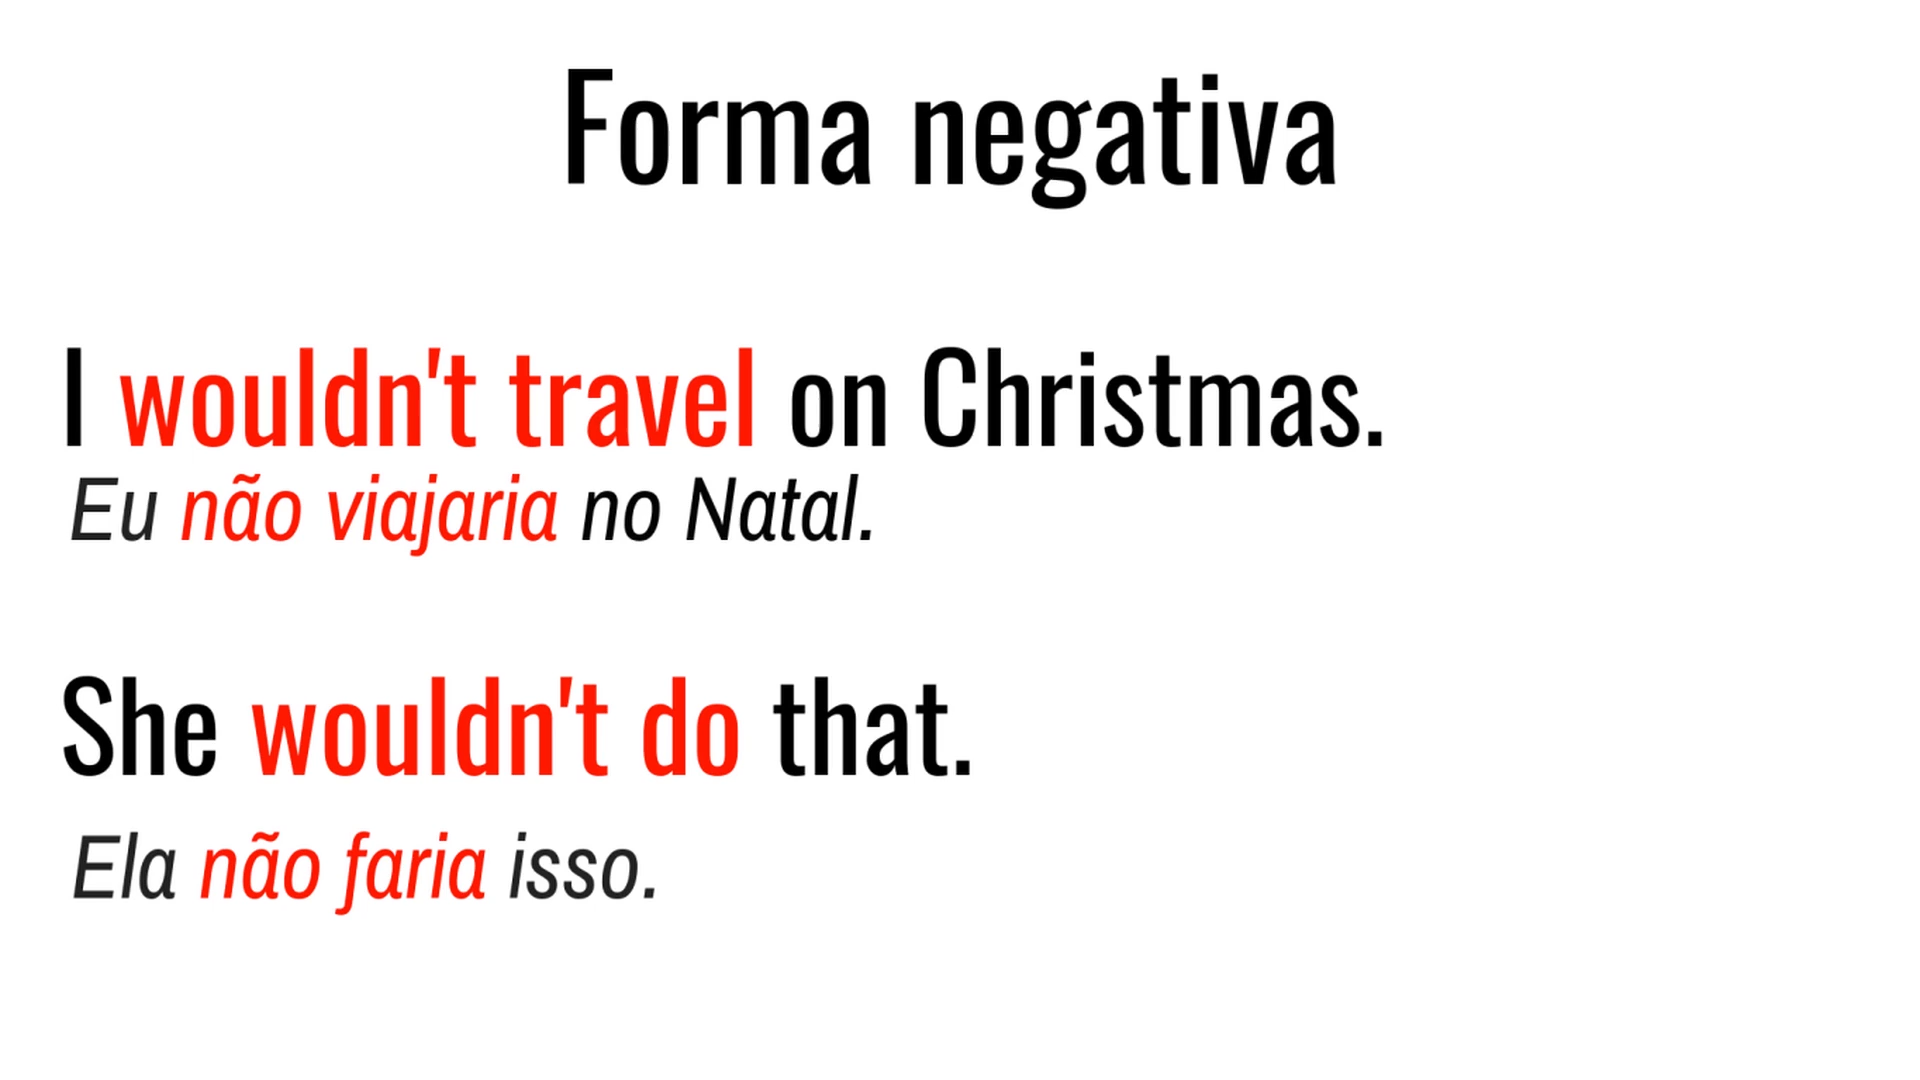 Forma negativa
I wouldn't travel on Christmas.
Eu não viajaria no Natal.
She wouldn't do that.
Ela não faria isso.